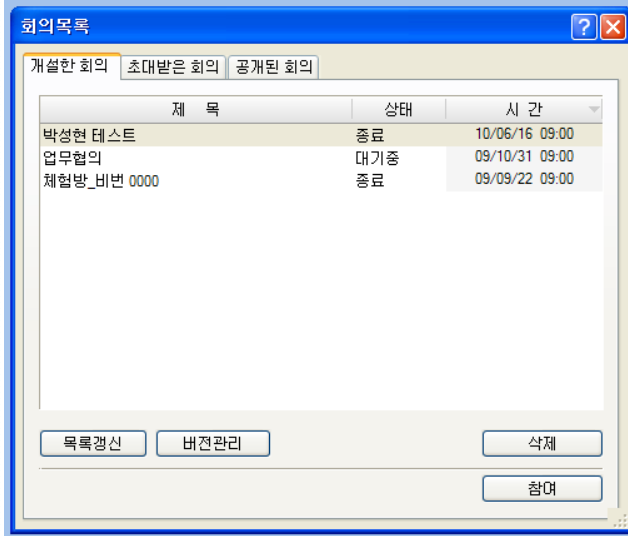 회의목록
개설한 회의 초대받은 회의 공개된 회의
제 목 상태 시 간
박성현 테스트 종료 10/06/16 09:00
업무협의 대기중 09/10/31 09:00
체험방_비번 0000 종료 09/09/22 09:00
목록갱신 버전관리 삭제
참여